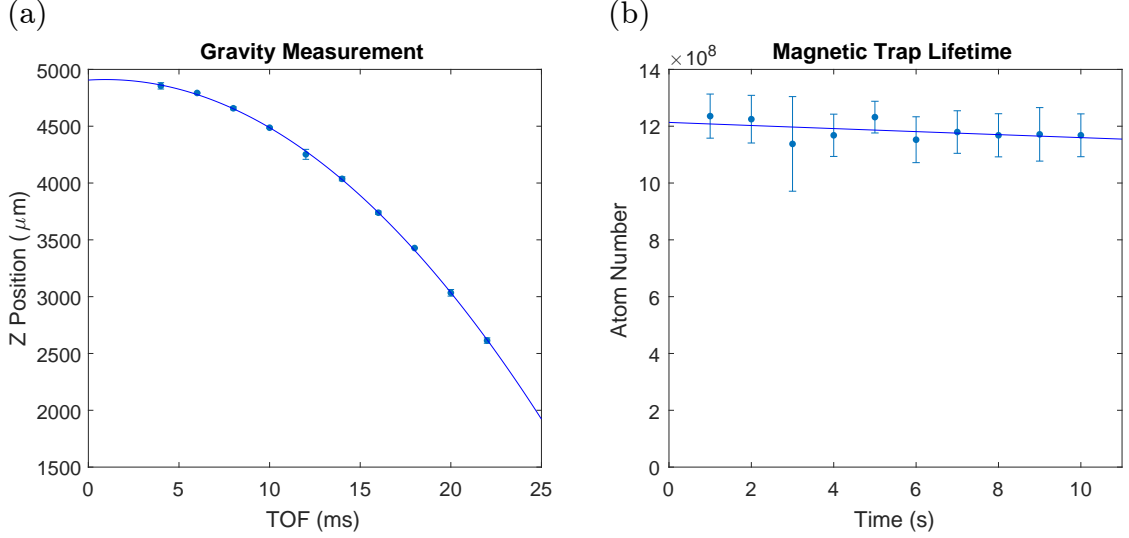 (a)
Gravity Measurement
5000
4500
4000
3500
3000
2500
2000
1500
Z Position ( μm)
0 5 10 15 20 25
TOF (ms)
(b)
Magnetic Trap Lifetime
×10⁸
14
12
10
8
6
4
2
0
Atom Number
0 2 4 6 8 10
Time (s)